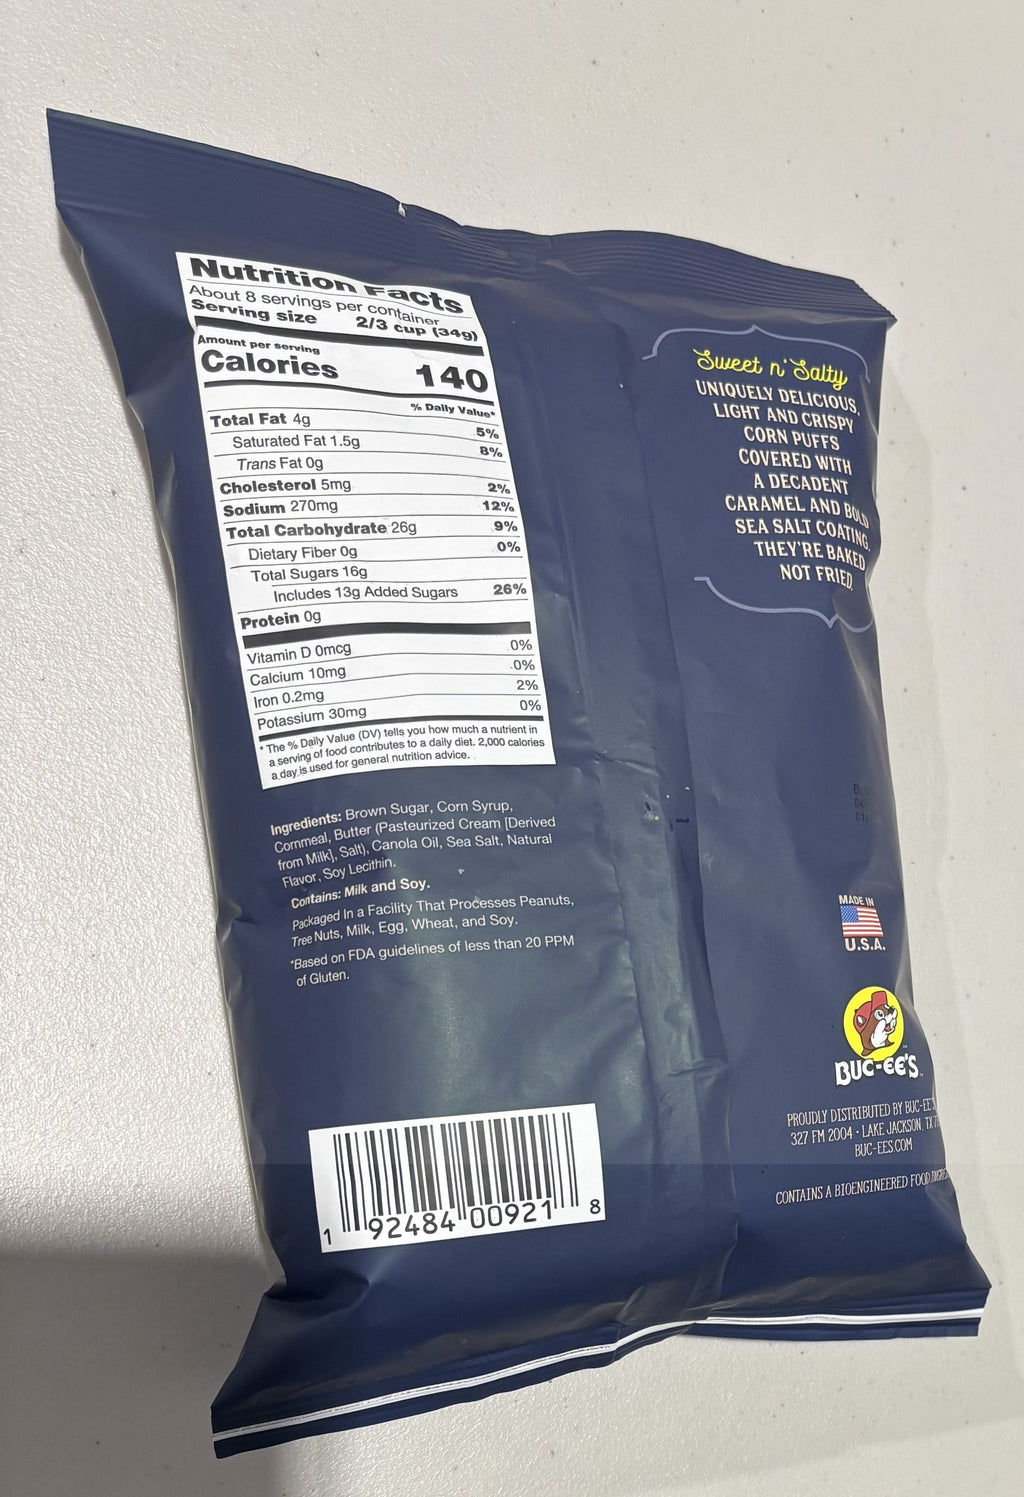 Nutrition Facts
About 8 servings per container
Serving size 2/3 cup (34g)
Amount per serving
Calories 140
% Daily Value*
Total Fat 4g 5%
Saturated Fat 1.5g 8%
Trans Fat 0g
Cholesterol 5mg 2%
Sodium 270mg 12%
Total Carbohydrate 26g 9%
Dietary Fiber 0g 0%
Total Sugars 16g
Includes 13g Added Sugars 26%
Protein 0g
Vitamin D 0mcg 0%
Calcium 10mg 0%
Iron 0.2mg 2%
Potassium 30mg 0%
* The % Daily Value (DV) tells you how much a nutrient in
a serving of food contributes to a daily diet. 2,000 calories
a day is used for general nutrition advice.
Ingredients: Brown Sugar, Corn Syrup,
Cornmeal, Butter (Pasteurized Cream [Derived
from Milk], Salt), Canola Oil, Sea Salt, Natural
Flavor, Soy Lecithin.
Contains: Milk and Soy.
Packaged In a Facility That Processes Peanuts,
Tree Nuts, Milk, Egg, Wheat, and Soy.
*Based on FDA guidelines of less than 20 PPM
of Gluten.
1 92484 00921 8
Sweet n' Salty
UNIQUELY DELICIOUS,
LIGHT AND CRISPY
CORN PUFFS
COVERED WITH
A DECADENT
CARAMEL AND BOLD
SEA SALT COATING.
THEY'RE BAKED
NOT FRIED.
MADE IN
U.S.A.
BUC-EE'S
PROUDLY DISTRIBUTED BY BUC-EE'S
327 FM 2004 • LAKE JACKSON, TX
BUC-EES.COM
CONTAINS A BIOENGINEERED FOOD